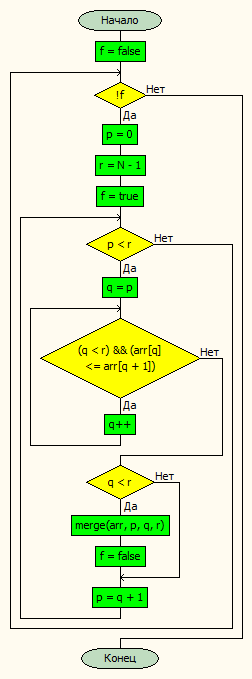 Начало
f = false
!f
Нет
Да
p = 0
r = N - 1
f = true
p < r
Нет
Да
q = p
(q < r) && (arr[q]
<= arr[q + 1])
Нет
Да
q++
q < r
Нет
Да
merge(arr, p, q, r)
f = false
p = q + 1
Конец